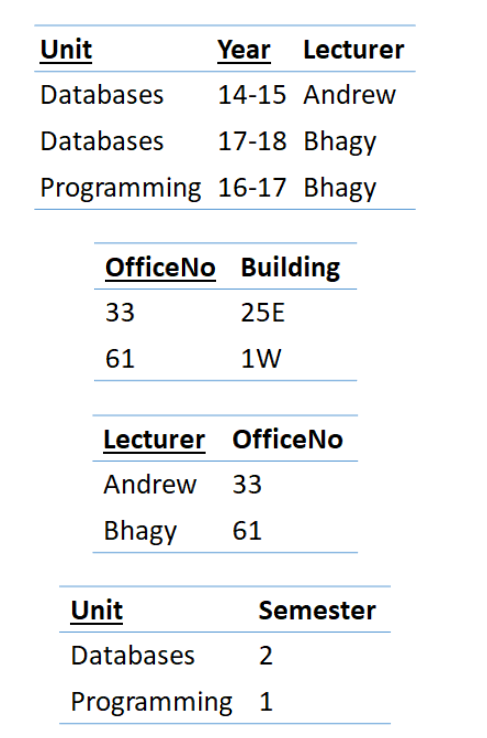 Unit Year Lecturer
Databases 14-15 Andrew
Databases 17-18 Bhagy
Programming 16-17 Bhagy
OfficeNo Building
33 25E
61 1W
Lecturer OfficeNo
Andrew 33
Bhagy 61
Unit Semester
Databases 2
Programming 1